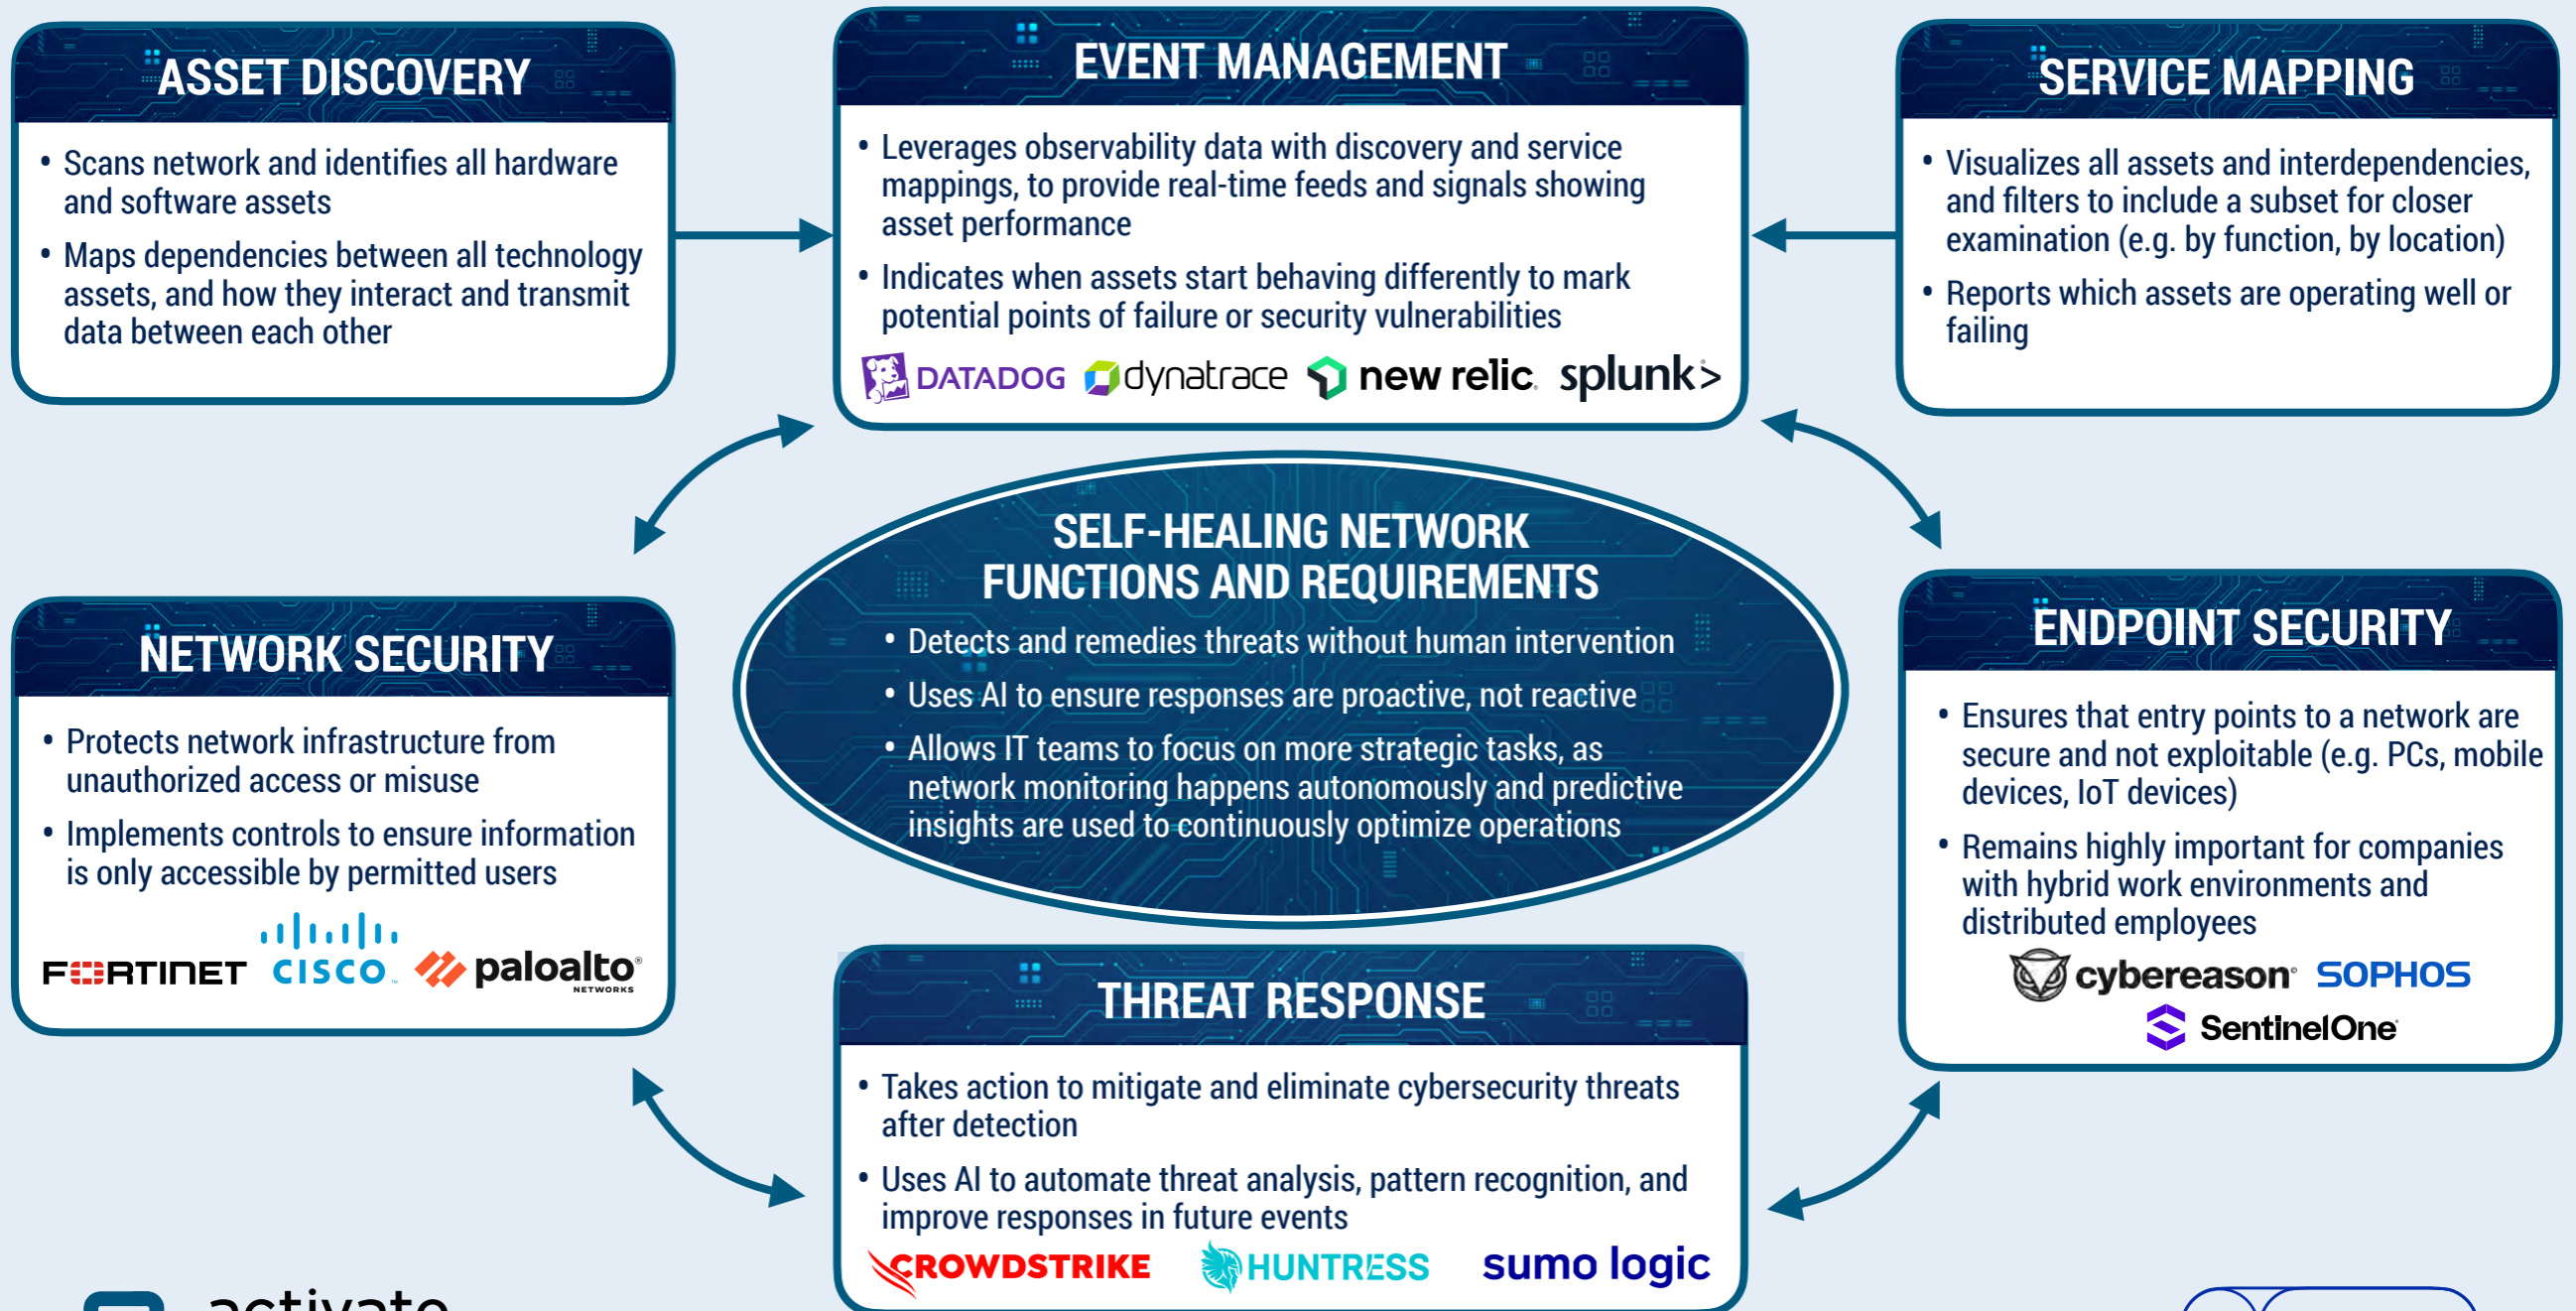 ASSET DISCOVERY
• Scans network and identifies all hardware
and software assets
• Maps dependencies between all technology
assets, and how they interact and transmit
data between each other
EVENT MANAGEMENT
• Leverages observability data with discovery and service
mappings, to provide real-time feeds and signals showing
asset performance
• Indicates when assets start behaving differently to mark
potential points of failure or security vulnerabilities
DATADOG dynatrace new relic splunk>
SERVICE MAPPING
• Visualizes all assets and interdependencies,
and filters to include a subset for closer
examination (e.g. by function, by location)
• Reports which assets are operating well or
failing
SELF-HEALING NETWORK
FUNCTIONS AND REQUIREMENTS
• Detects and remedies threats without human intervention
• Uses AI to ensure responses are proactive, not reactive
• Allows IT teams to focus on more strategic tasks, as
network monitoring happens autonomously and predictive
insights are used to continuously optimize operations
NETWORK SECURITY
• Protects network infrastructure from
unauthorized access or misuse
• Implements controls to ensure information
is only accessible by permitted users
FORTINET CISCO paloalto
NETWORKS
ENDPOINT SECURITY
• Ensures that entry points to a network are
secure and not exploitable (e.g. PCs, mobile
devices, IoT devices)
• Remains highly important for companies
with hybrid work environments and
distributed employees
cybereason SOPHOS
SentinelOne
THREAT RESPONSE
• Takes action to mitigate and eliminate cybersecurity threats
after detection
• Uses AI to automate threat analysis, pattern recognition, and
improve responses in future events
CROWDSTRIKE HUNTRESS sumo logic
activate